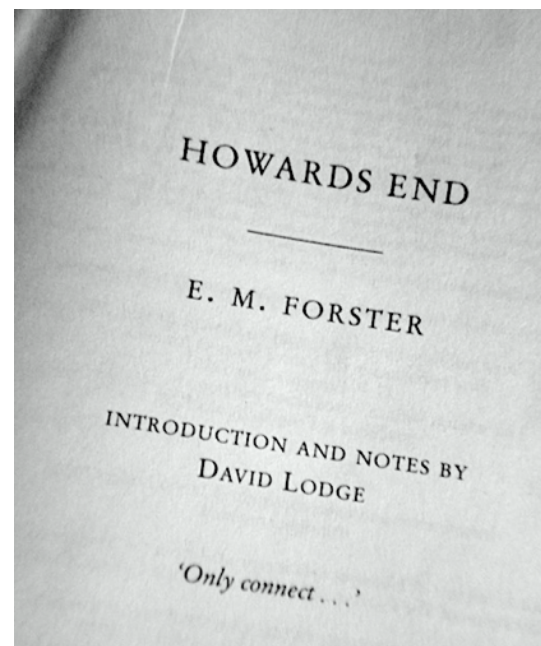 HOWARDS END
E. M. FORSTER
INTRODUCTION AND NOTES BY
DAVID LODGE
‘Only connect . . .’